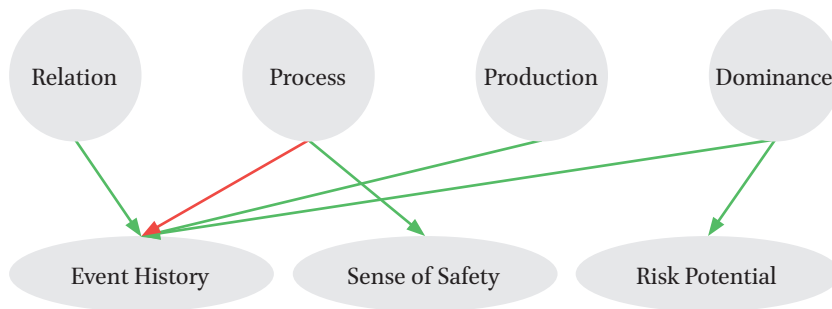 Relation
Process
Production
Dominance
Event History
Sense of Safety
Risk Potential